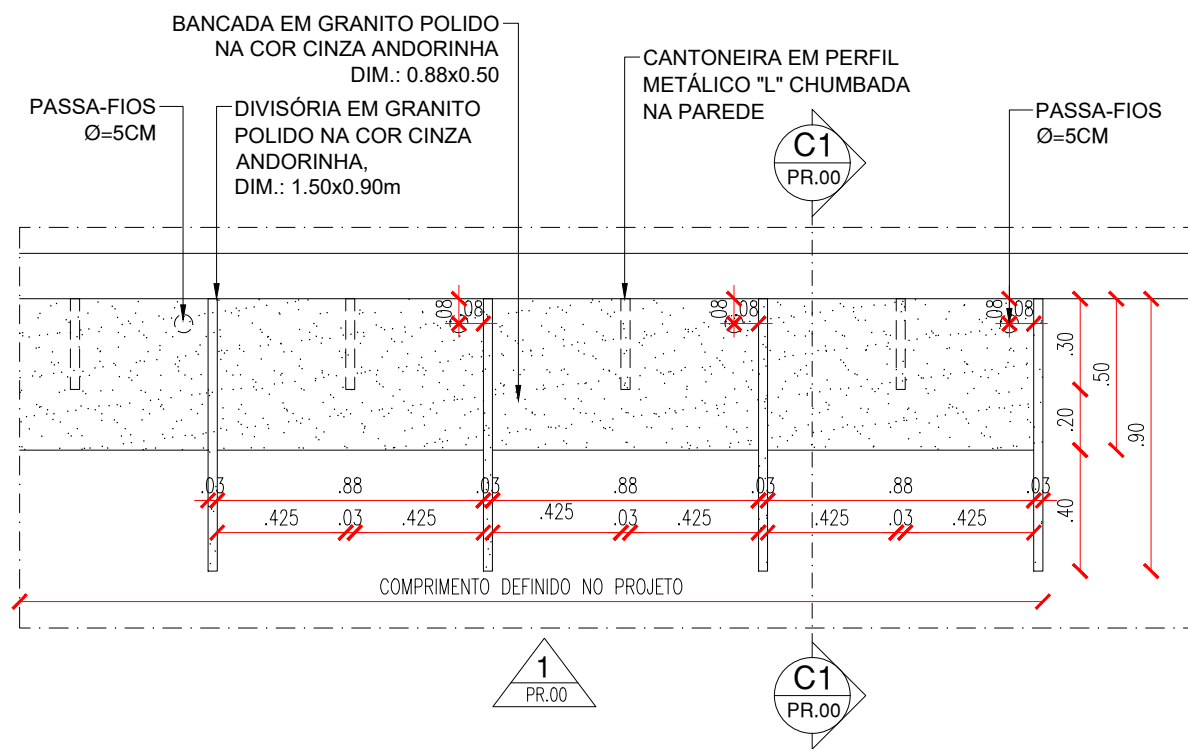 BANCADA EM GRANITO POLIDO
NA COR CINZA ANDORINHA
DIM.: 0.88x0.50
CANTONEIRA EM PERFIL
METÁLICO "L" CHUMBADA
NA PAREDE
PASSA-FIOS
Ø=5CM
DIVISÓRIA EM GRANITO
POLIDO NA COR CINZA
ANDORINHA,
DIM.: 1.50x0.90m
PASSA-FIOS
Ø=5CM
C1
PR.00
.08
.08
.08
.08
.08
.08
.30
.50
.20
.90
.40
.03
.88
.03
.88
.03
.88
.03
.425
.03
.425
.425
.03
.425
.425
.03
.425
COMPRIMENTO DEFINIDO NO PROJETO
1
PR.00
C1
PR.00